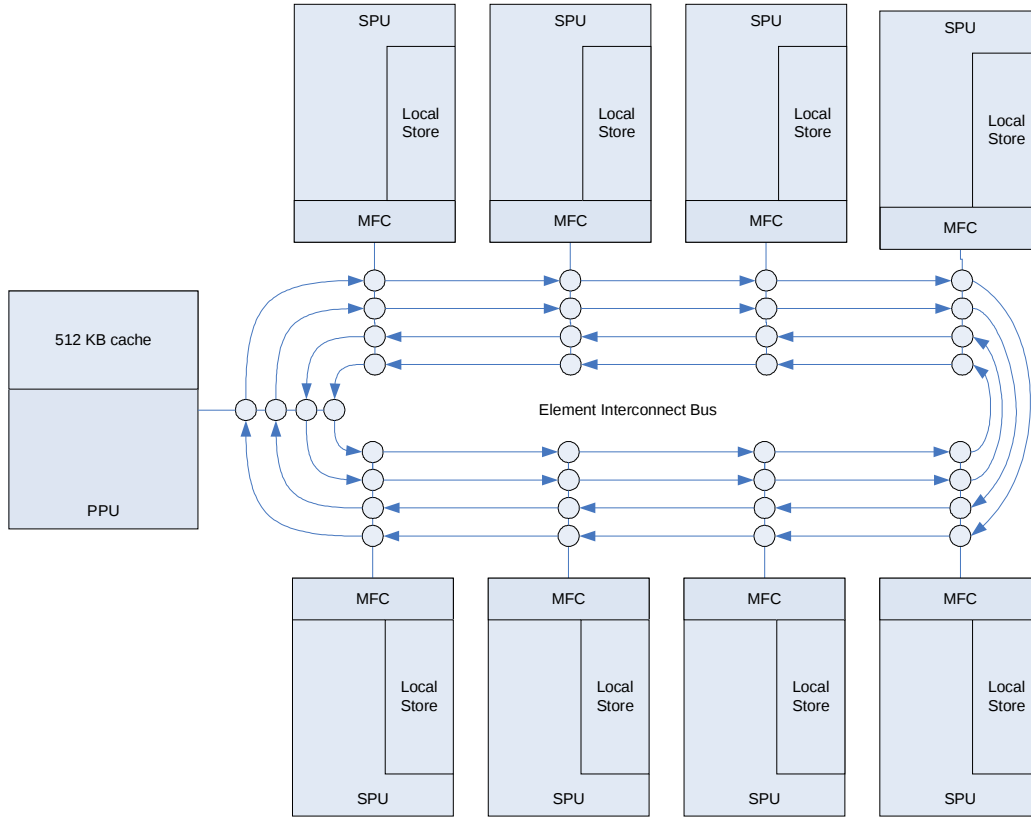 SPU
SPU
SPU
SPU
Local
Store
Local
Store
Local
Store
Local
Store
MFC
MFC
MFC
MFC
512 KB cache
PPU
Element Interconnect Bus
MFC
MFC
MFC
MFC
Local
Store
Local
Store
Local
Store
Local
Store
SPU
SPU
SPU
SPU